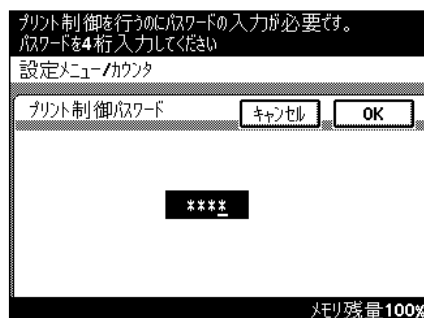 プリント制御を行うのにパスワードの入力が必要です。
パスワードを4桁入力してください
設定メニュー/カウンタ
プリント制御パスワード
キャンセル
OK
****
メモリ残量100%